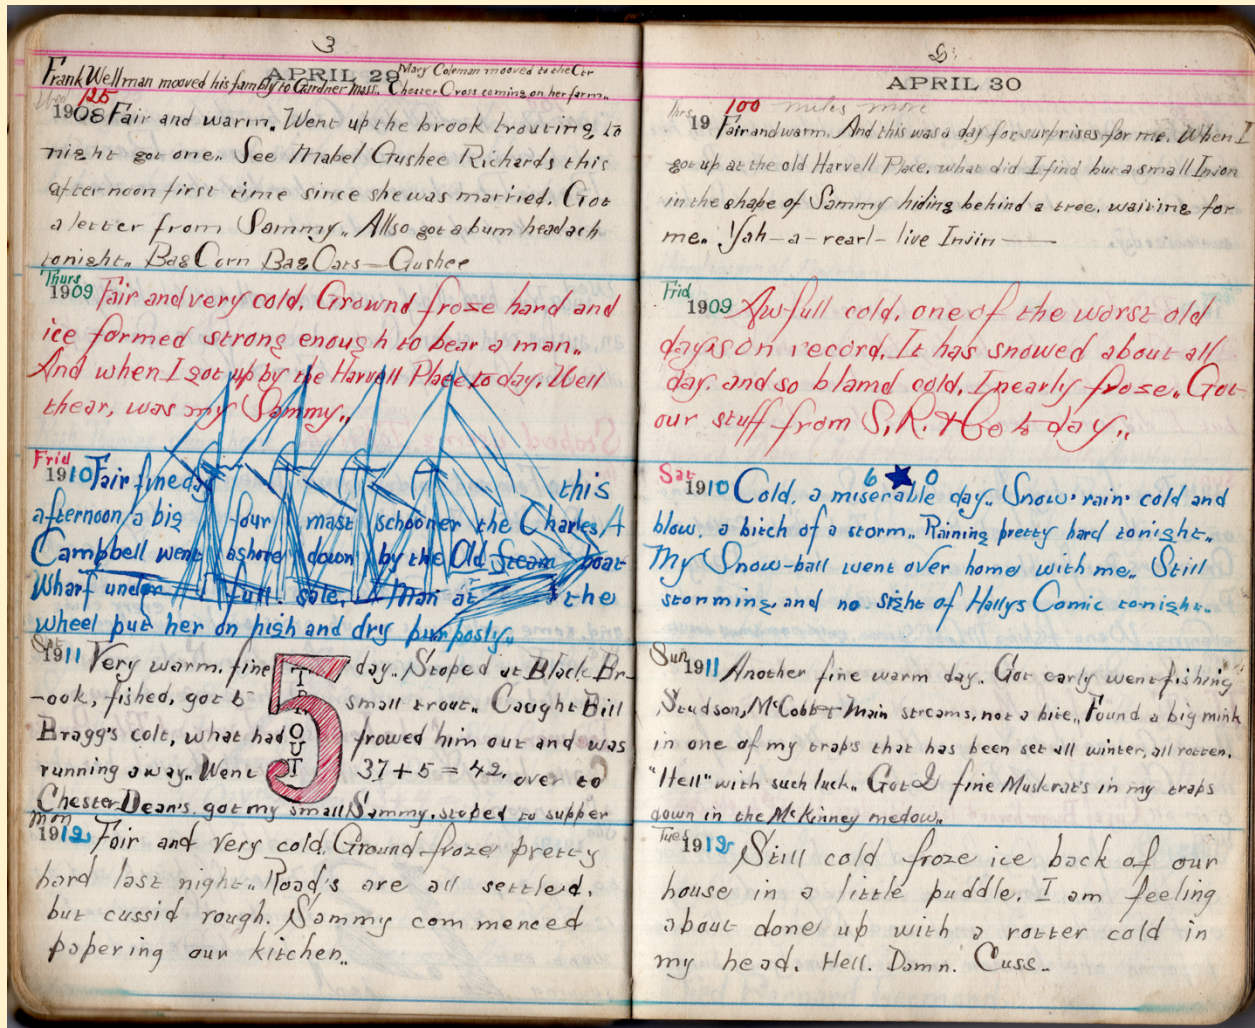 3
APRIL 29
Frank Wellman mooved his fambly to Gardner Mass.
Mary Coleman mooved to the Ctr
Chester Cross coming on her farm..
Wed 125
1908 Fair and warm. Went up the brook trouting to
night got one.. See Mabel Gushee Richards this
afternoon first time since she was married. Got
a letter from Sammy.. Allso got a bum headach
tonight.. Bag Corn Bag Oats—Gushee
Thurs
1909 Fair and very cold. Grownd froze hard and
ice formed strong enough to bear a man..
And when I got up by the Harvell Place to day. Well
thear, was my Sammy..
Frid
1910 Fair fine day this
afternoon a big four mast schooner the Charles A
Campbell went ashore down by the Old Steam boat
Wharf under full sale. Man at the
wheel put her on high and dry purposly..
Sat
1911 Very warm. fine day. Stoped at Black Br-
-ook, fished, got 5 small trout.. Caught Bill
Bragg's colt, what had frowed him out and was
running away.. Went 37+5=42. over to
Chester Dean's, got my small Sammy. stoped to supper
5
TROUT
Mon
1912 Fair and very cold. Ground froze pretty
hard last night.. Road's are all settled,
but cussid rough. Sammy commenced
papering our kitchen..
APRIL 30
100 miles more
19 Fair and warm. And this was a day for surprises for me. When I
got up at the old Harvell Place, what did I find but a small Injon
in the shape of Sammy hiding behind a tree. waiting for
me.. Yah—a—rearl—live Injin——
Frid
1909 Awfull cold. one of the worst old
days on record. It has snowed about all
day. and so blamd cold. I nearly froze.. Got
our stuff from S.R. & Co to day..
Sat 6 ★ 0
1910 Cold. a miserable day.. Snow' rain' cold and
blow. a bitch of a storm.. Raining pretty hard tonight..
My Snow-ball went over home with me.. Still
storming and no sight of Hallys Comic tonight..
Sun
1911 Another fine warm day.. Got early went fishing
Studson, McCobb & Main streams, not a bite.. Found a big mink
in one of my traps that has been set all winter, all rotten.
"Hell" with such luck.. Got 2 fine Muskrats in my traps
down in the McKinney medow..
Tues
1912 Still cold froze ice back of our
house in a little puddle. I am feeling
about done up with a rotter cold in
my head. Hell. Damn. Cuss..